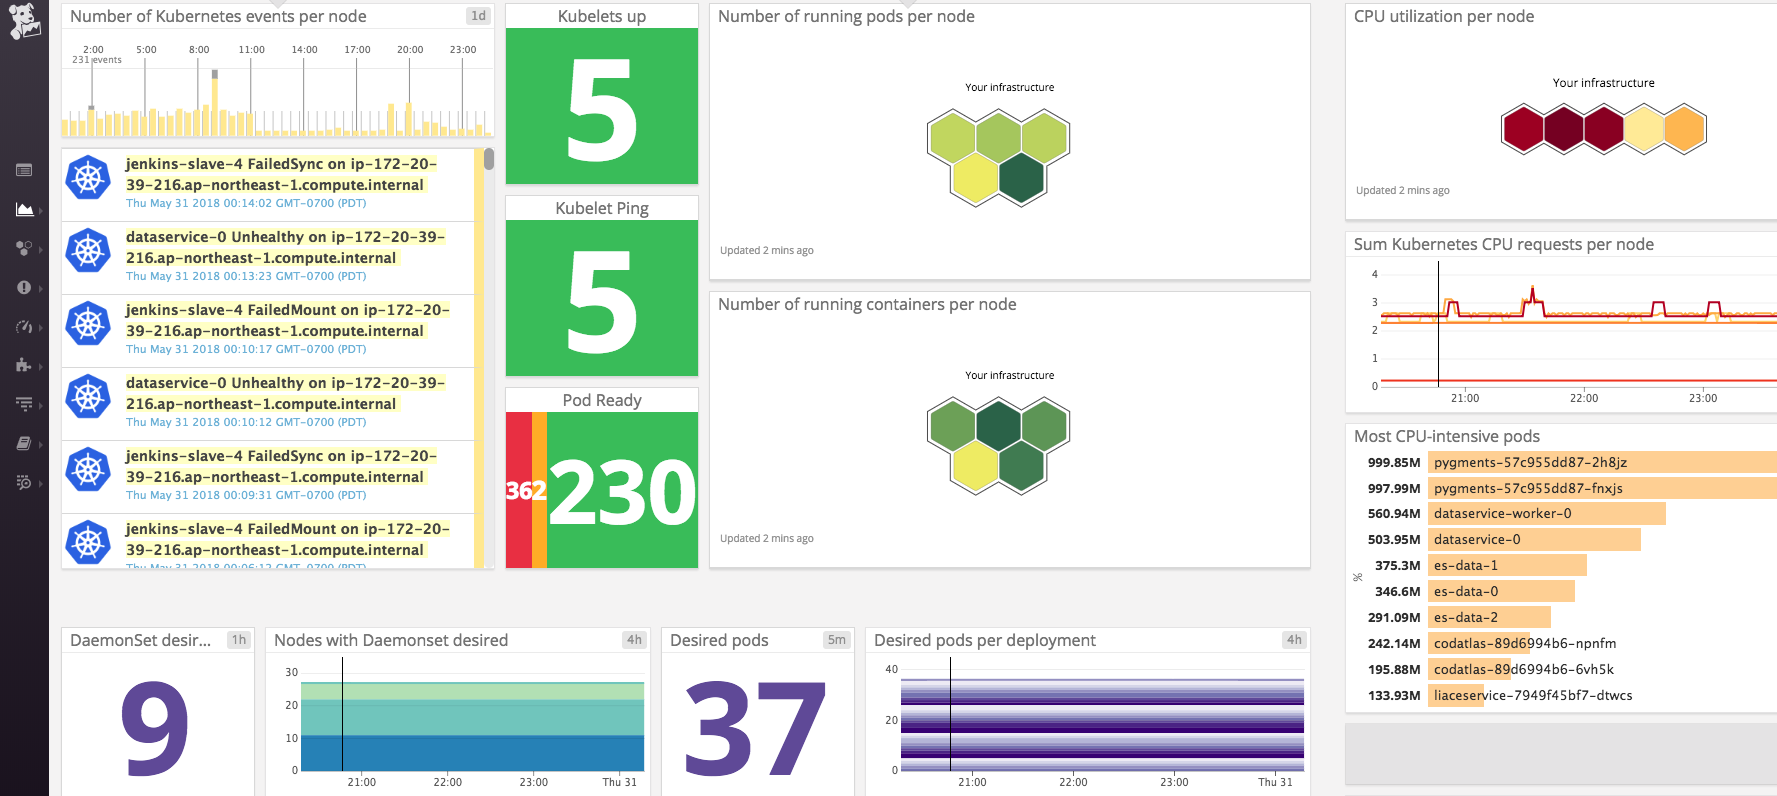 Number of Kubernetes events per node
1d
2:00 5:00 8:00 11:00 14:00 17:00 20:00 23:00
231 events
jenkins-slave-4 FailedSync on ip-172-20-
39-216.ap-northeast-1.compute.internal
Thu May 31 2018 00:14:02 GMT-0700 (PDT)
dataservice-0 Unhealthy on ip-172-20-39-
216.ap-northeast-1.compute.internal
Thu May 31 2018 00:13:23 GMT-0700 (PDT)
jenkins-slave-4 FailedMount on ip-172-20-
39-216.ap-northeast-1.compute.internal
Thu May 31 2018 00:10:17 GMT-0700 (PDT)
dataservice-0 Unhealthy on ip-172-20-39-
216.ap-northeast-1.compute.internal
Thu May 31 2018 00:10:12 GMT-0700 (PDT)
jenkins-slave-4 FailedSync on ip-172-20-
39-216.ap-northeast-1.compute.internal
Thu May 31 2018 00:09:31 GMT-0700 (PDT)
jenkins-slave-4 FailedMount on ip-172-20-
39-216.ap-northeast-1.compute.internal
Thu May 31 2018 00:06:12 GMT-0700 (PDT)
Kubelets up
5
Kubelet Ping
5
Pod Ready
36 2 230
Number of running pods per node
Your infrastructure
Updated 2 mins ago
Number of running containers per node
Your infrastructure
Updated 2 mins ago
CPU utilization per node
Your infrastructure
Updated 2 mins ago
Sum Kubernetes CPU requests per node
4
3
2
1
0
21:00 22:00 23:00
Most CPU-intensive pods
%
999.85M pygments-57c955dd87-2h8jz
997.99M pygments-57c955dd87-fnxjs
560.94M dataservice-worker-0
503.95M dataservice-0
375.3M es-data-1
346.6M es-data-0
291.09M es-data-2
242.14M codatlas-89d6994b6-npnfm
195.88M codatlas-89d6994b6-6vh5k
133.93M liaceservice-7949f45bf7-dtwcs
DaemonSet desir... 1h
9
Nodes with Daemonset desired 4h
30
20
10
0
21:00 22:00 23:00 Thu 31
Desired pods 5m
37
Desired pods per deployment 4h
40
20
0
21:00 22:00 23:00 Thu 31